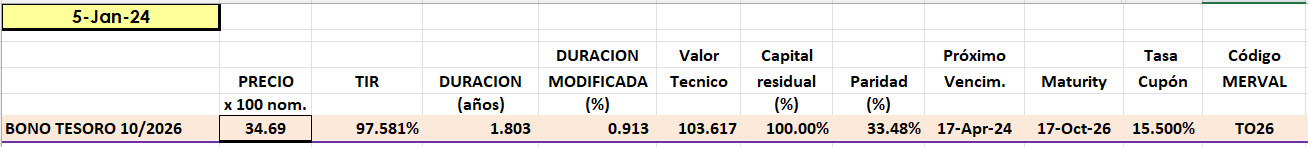 5-Jan-24
DURACION Valor Capital Próximo Tasa Código
PRECIO TIR DURACION MODIFICADA Tecnico residual Paridad Vencim. Maturity Cupón MERVAL
x 100 nom. (años) (%) (%) (%)
BONO TESORO 10/2026 34.69 97.581% 1.803 0.913 103.617 100.00% 33.48% 17-Apr-24 17-Oct-26 15.500% TO26